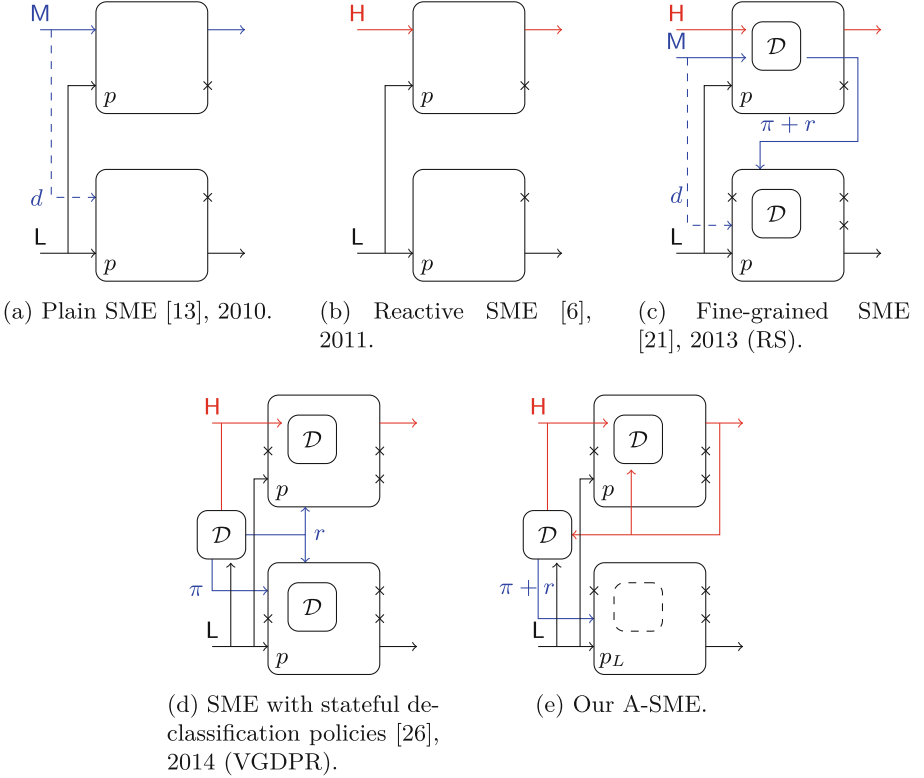 M
p
d
L
p
(a) Plain SME [13], 2010.
H
p
L
p
(b) Reactive SME [6],
2011.
H
M
𝒟
p
π + r
d
𝒟
L
p
(c) Fine-grained SME
[21], 2013 (RS).
H
𝒟
p
𝒟
r
π
𝒟
L
p
(d) SME with stateful de-
classification policies [26],
2014 (VGDPR).
H
𝒟
p
𝒟
π + r
L
p_L
(e) Our A-SME.